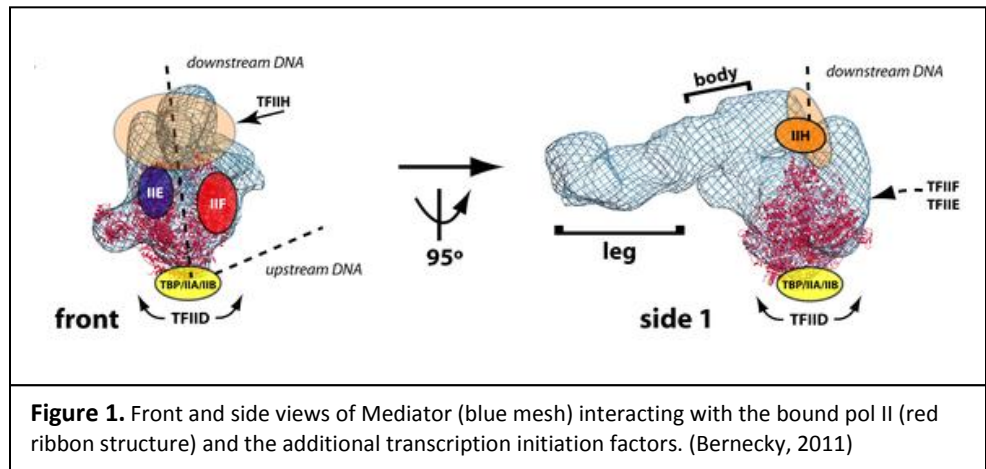 downstream DNA
TFIIH
IIE
IIF
upstream DNA
TBP/IIA/IIB
front
TFIID
95º
body
downstream DNA
IIH
TFIIF
TFIIE
leg
TBP/IIA/IIB
side 1
TFIID
Figure 1. Front and side views of Mediator (blue mesh) interacting with the bound pol II (red
ribbon structure) and the additional transcription initiation factors. (Bernecky, 2011)